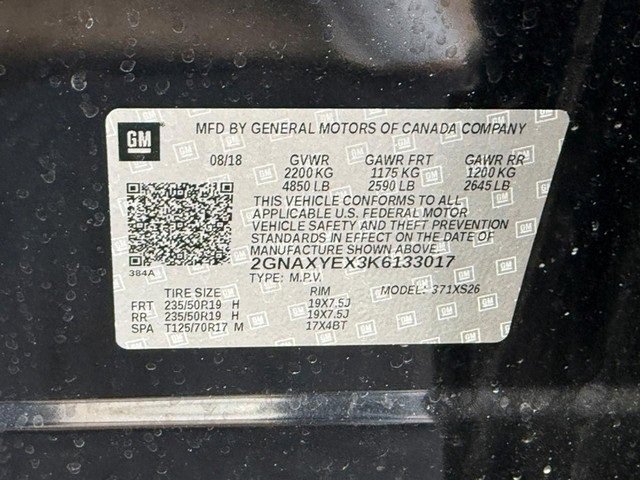 GM MFD BY GENERAL MOTORS OF CANADA COMPANY
08/18 GVWR GAWR FRT GAWR RR
2200 KG 1175 KG 1200 KG
4850 LB 2590 LB 2645 LB
THIS VEHICLE CONFORMS TO ALL
APPLICABLE U.S. FEDERAL MOTOR
VEHICLE SAFETY AND THEFT PREVENTION
STANDARDS IN EFFECT ON THE DATE OF
MANUFACTURE SHOWN ABOVE.
2GNAXYEX3K6133017
384A TYPE: M.P.V. MODEL: 371XS26
TIRE SIZE RIM
FRT 235/50R19 H 19X7.5J
RR 235/50R19 H 19X7.5J
SPA T125/70R17 M 17X4BT